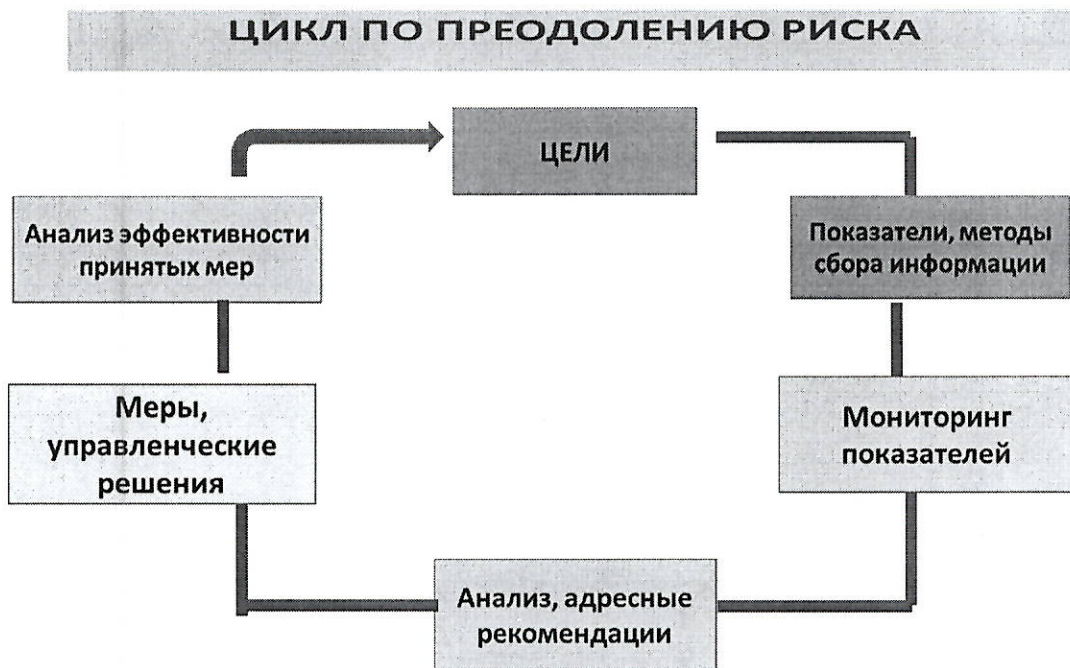 ЦИКЛ ПО ПРЕОДОЛЕНИЮ РИСКА
ЦЕЛИ
Показатели, методы
сбора информации
Мониторинг
показателей
Анализ, адресные
рекомендации
Меры,
управленческие
решения
Анализ эффективности
принятых мер